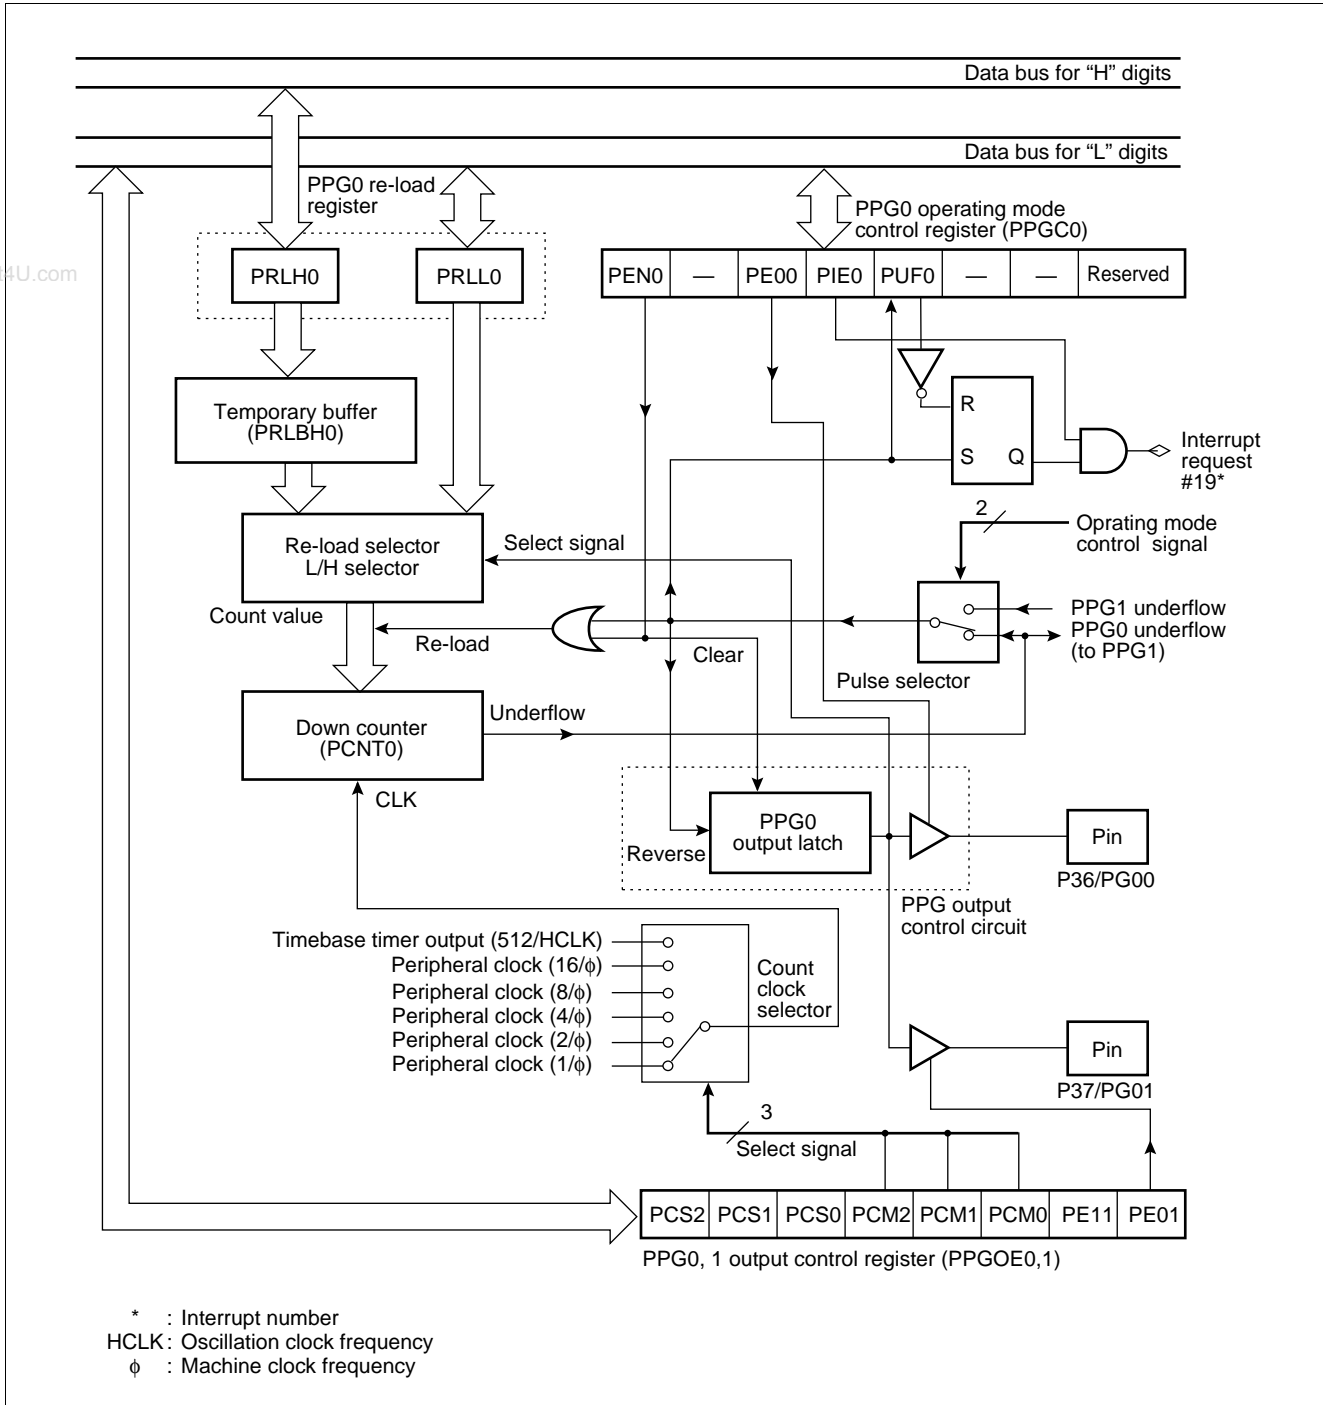 Data bus for “H” digits
Data bus for “L” digits
PPG0 re-load
register
PPG0 operating mode
control register (PPGC0)
t4U.com
PRLH0
PRLL0
PEN0
—
PE00
PIE0
PUF0
—
—
Reserved
Temporary buffer
(PRLBH0)
R
S
Q
Interrupt
request
#19*
2
Oprating mode
control signal
Re-load selector
L/H selector
Select signal
Count value
Re-load
Clear
PPG1 underflow
PPG0 underflow
(to PPG1)
Pulse selector
Down counter
(PCNT0)
Underflow
CLK
PPG0
output latch
Reverse
Pin
P36/PG00
PPG output
control circuit
Timebase timer output (512/HCLK)
Peripheral clock (16/ϕ)
Peripheral clock (8/ϕ)
Peripheral clock (4/ϕ)
Peripheral clock (2/ϕ)
Peripheral clock (1/ϕ)
Count
clock
selector
Pin
P37/PG01
3
Select signal
PCS2
PCS1
PCS0
PCM2
PCM1
PCM0
PE11
PE01
PPG0, 1 output control register (PPGOE0,1)
* : Interrupt number
HCLK : Oscillation clock frequency
ϕ : Machine clock frequency